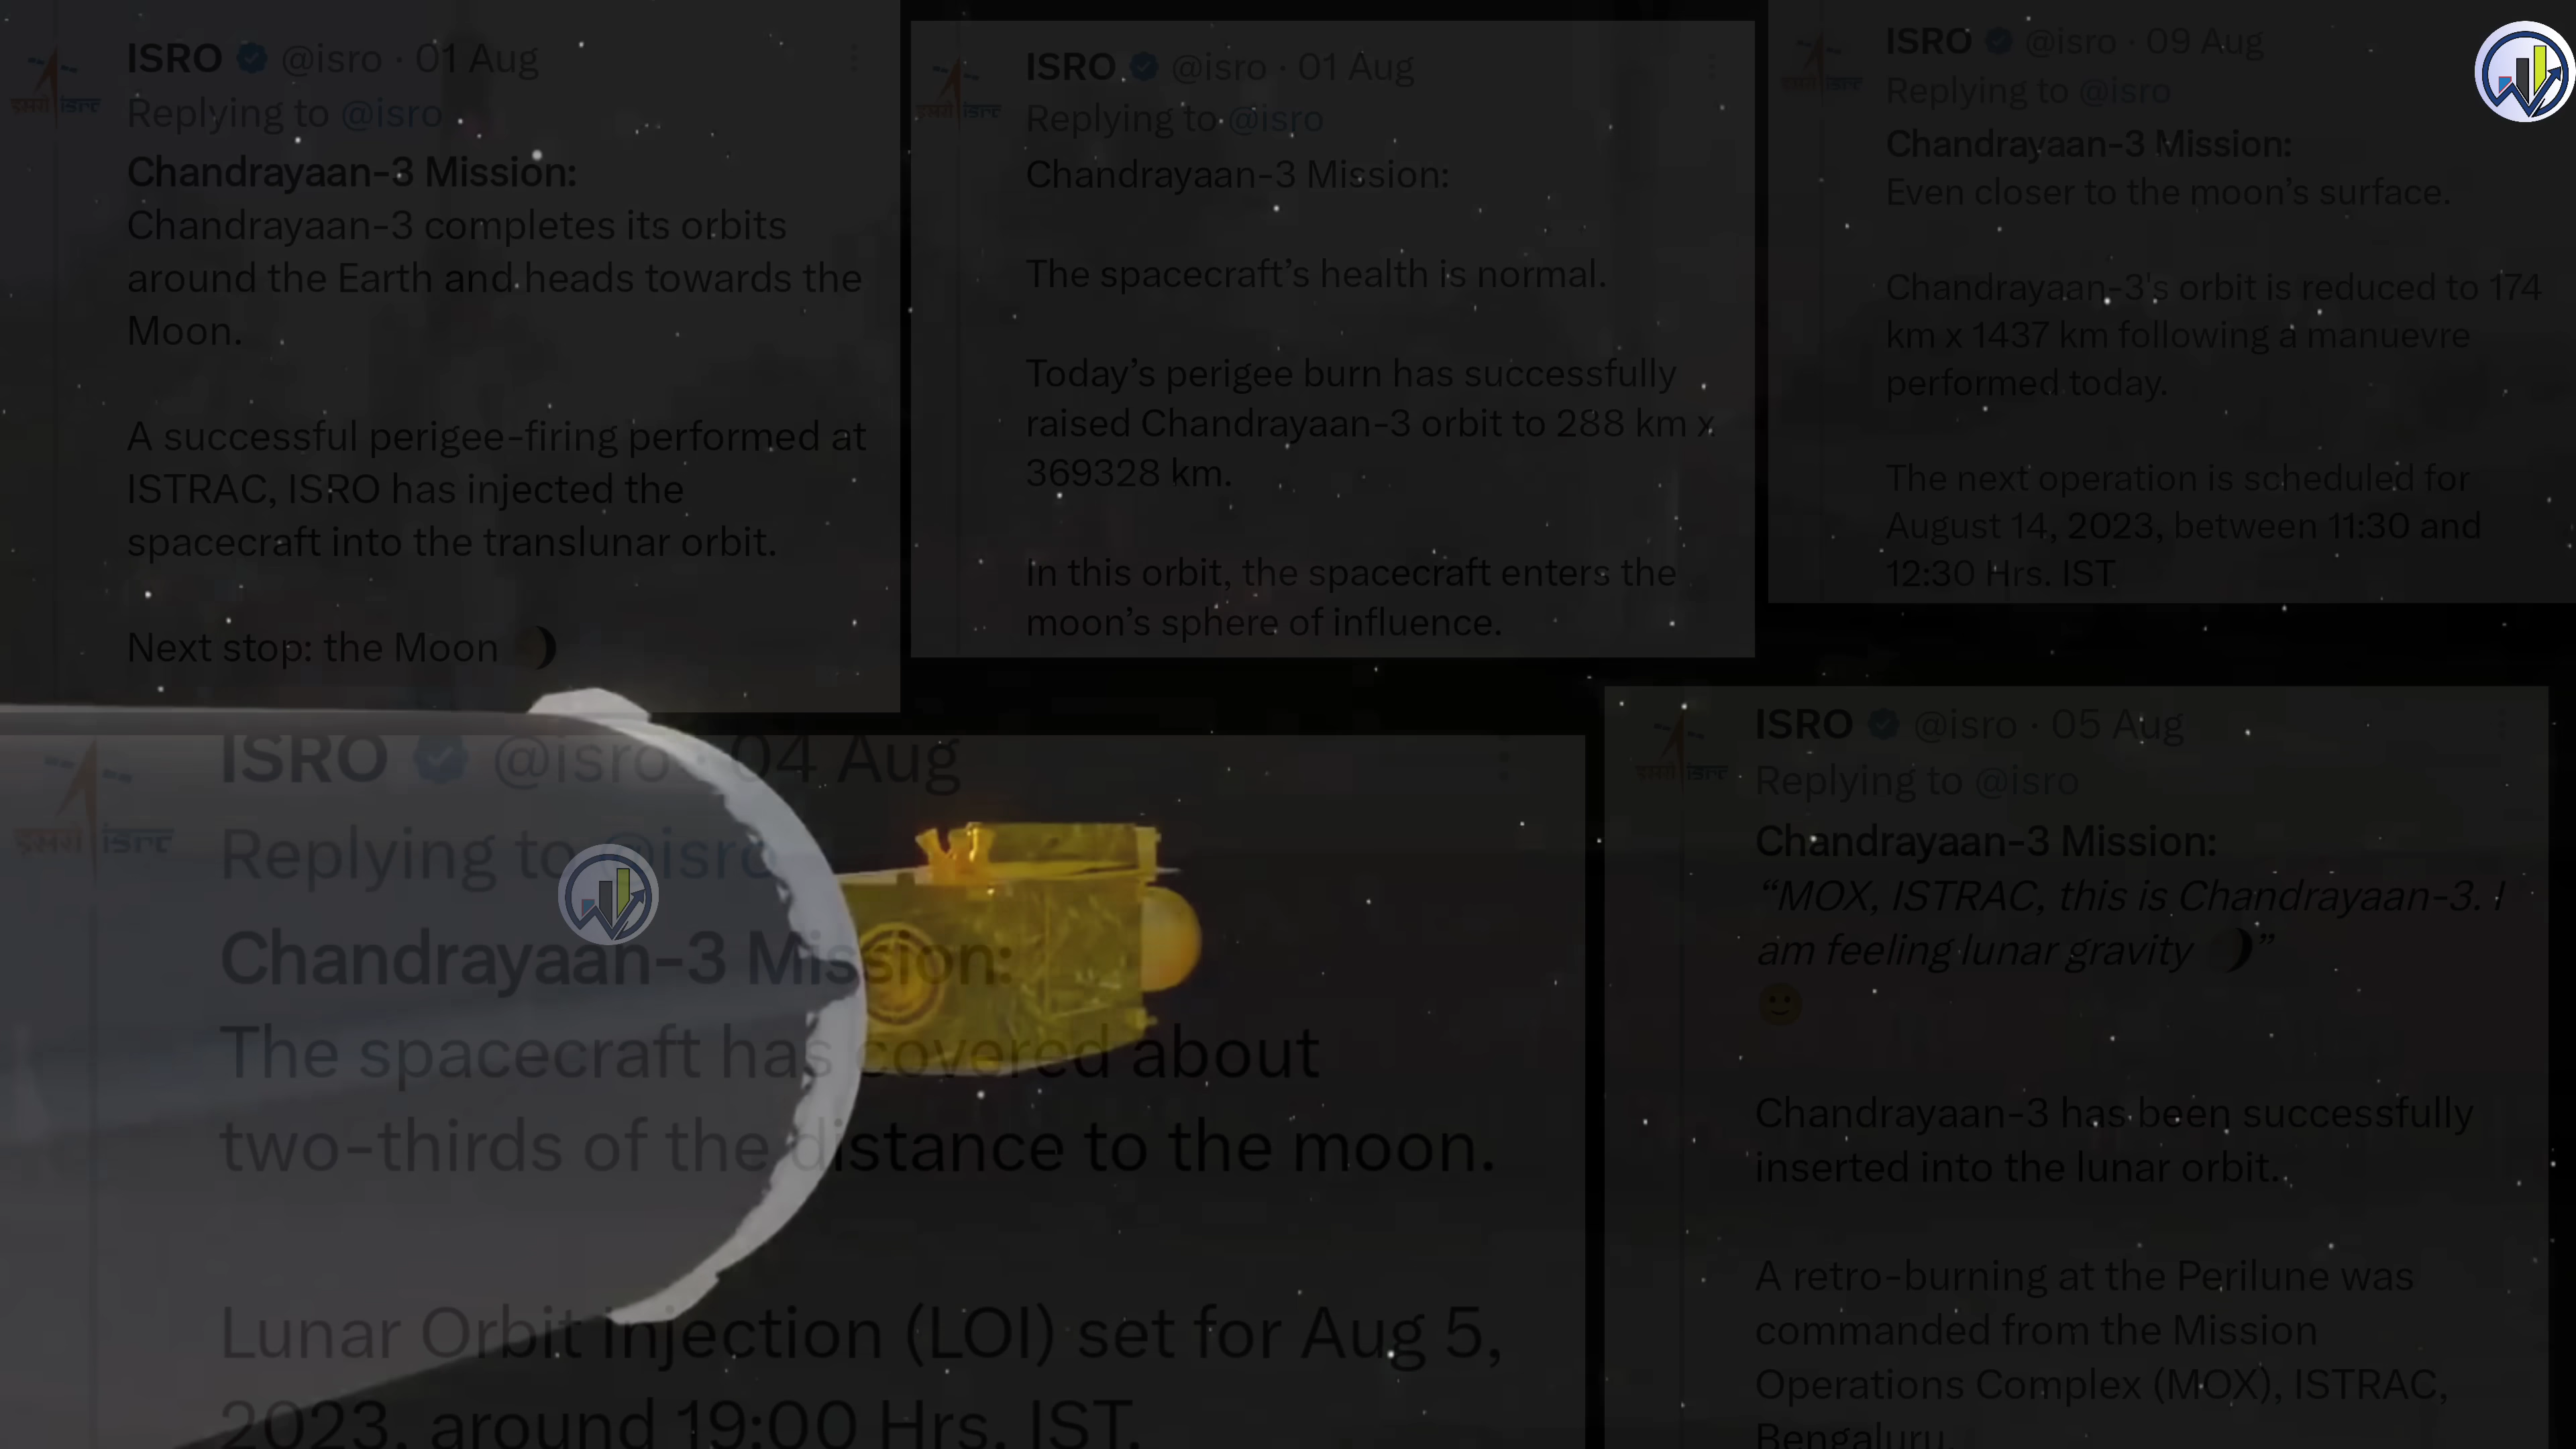 ISRO @isro · 01 Aug
Replying to @isro
Chandrayaan-3 Mission:
Chandrayaan-3 completes its orbits
around the Earth and heads towards the
Moon.
A successful perigee-firing performed at
ISTRAC, ISRO has injected the
spacecraft into the translunar orbit.
Next stop: the Moon
इसरो isro
ISRO @isro · 01 Aug
Replying to @isro
Chandrayaan-3 Mission:
The spacecraft's health is normal.
Today's perigee burn has successfully
raised Chandrayaan-3 orbit to 288 km x
369328 km.
In this orbit, the spacecraft enters the
moon's sphere of influence.
इसरो isro
ISRO @isro · 09 Aug
Replying to @isro
Chandrayaan-3 Mission:
Even closer to the moon's surface.
Chandrayaan-3's orbit is reduced to 174
km x 1437 km following a manuevre
performed today.
The next operation is scheduled for
August 14, 2023, between 11:30 and
12:30 Hrs. IST
ISRO @isro · 04 Aug
Replying to @isro
Chandrayaan-3 Mission:
The spacecraft has covered about
two-thirds of the distance to the moon.
Lunar Orbit Injection (LOI) set for Aug 5,
2023, around 19:00 Hrs. IST.
इसरो isro
ISRO @isro · 05 Aug
Replying to @isro
Chandrayaan-3 Mission:
“MOX, ISTRAC, this is Chandrayaan-3. I
am feeling lunar gravity ”
Chandrayaan-3 has been successfully
inserted into the lunar orbit.
A retro-burning at the Perilune was
commanded from the Mission
Operations Complex (MOX), ISTRAC,
Bengaluru.
इसरो isro